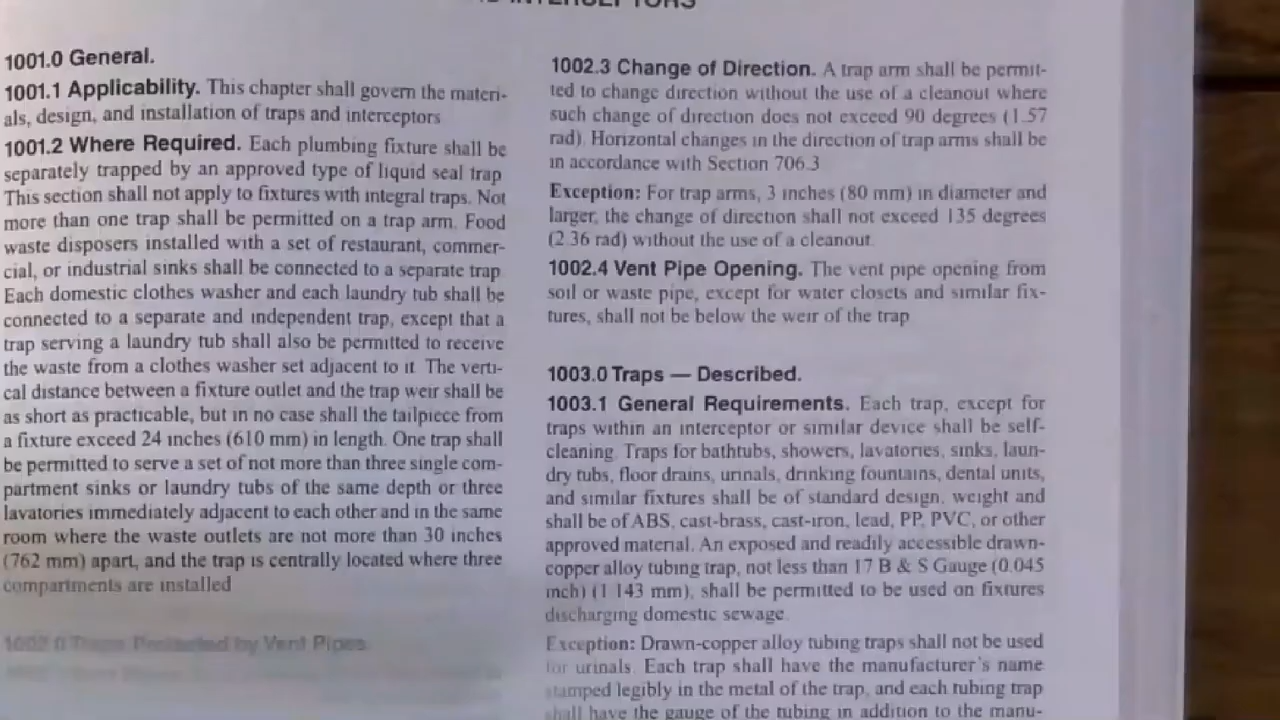 INTERCEPTORS
1001.0 General.
1001.1 Applicability. This chapter shall govern the materi-
als, design, and installation of traps and interceptors
1001.2 Where Required. Each plumbing fixture shall be
separately trapped by an approved type of liquid seal trap
This section shall not apply to fixtures with integral traps. Not
more than one trap shall be permitted on a trap arm. Food
waste disposers installed with a set of restaurant, commer-
cial, or industrial sinks shall be connected to a separate trap
Each domestic clothes washer and each laundry tub shall be
connected to a separate and independent trap, except that a
trap serving a laundry tub shall also be permitted to receive
the waste from a clothes washer set adjacent to it The verti-
cal distance between a fixture outlet and the trap weir shall be
as short as practicable, but in no case shall the tailpiece from
a fixture exceed 24 inches (610 mm) in length. One trap shall
be permitted to serve a set of not more than three single com-
partment sinks or laundry tubs of the same depth or three
lavatories immediately adjacent to each other and in the same
room where the waste outlets are not more than 30 inches
(762 mm) apart, and the trap is centrally located where three
compartments are installed
1002.0 Traps Protected by Vent Pipes.
1002.3 Change of Direction. A trap arm shall be permit-
ted to change direction without the use of a cleanout where
such change of direction does not exceed 90 degrees (1.57
rad). Horizontal changes in the direction of trap arms shall be
in accordance with Section 706.3
Exception: For trap arms, 3 inches (80 mm) in diameter and
larger, the change of direction shall not exceed 135 degrees
(2.36 rad) without the use of a cleanout.
1002.4 Vent Pipe Opening. The vent pipe opening from
soil or waste pipe, except for water closets and similar fix-
tures, shall not be below the weir of the trap
1003.0 Traps — Described.
1003.1 General Requirements. Each trap, except for
traps within an interceptor or similar device shall be self-
cleaning. Traps for bathtubs, showers, lavatories, sinks, laun-
dry tubs, floor drains, urinals, drinking fountains, dental units,
and similar fixtures shall be of standard design, weight and
shall be of ABS, cast-brass, cast-iron, lead, PP, PVC, or other
approved material. An exposed and readily accessible drawn-
copper alloy tubing trap, not less than 17 B & S Gauge (0.045
inch) (1 143 mm), shall be permitted to be used on fixtures
discharging domestic sewage.
Exception: Drawn-copper alloy tubing traps shall not be used
for urinals. Each trap shall have the manufacturer's name
stamped legibly in the metal of the trap, and each tubing trap
shall have the gauge of the tubing in addition to the manu-